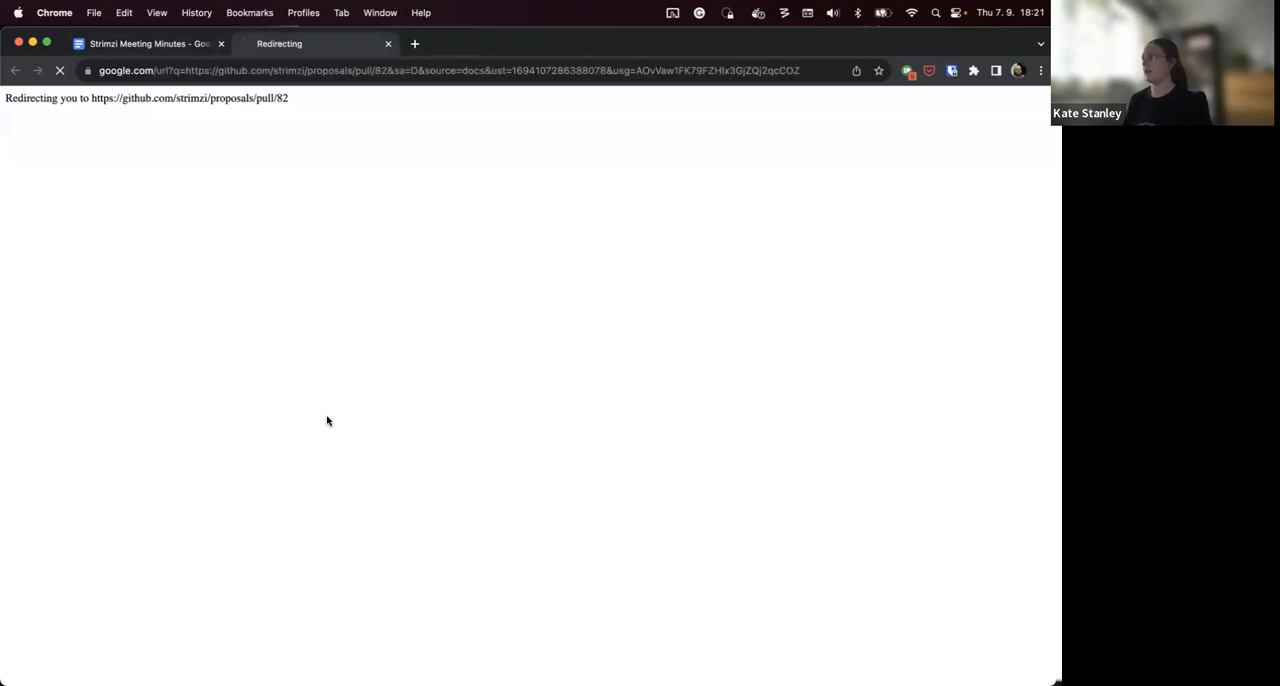 Chrome File Edit View History Bookmarks Profiles Tab Window Help Thu 7. 9. 18:21
Strimzi Meeting Minutes - Goo Redirecting
google.com/url?q=https://github.com/strimzi/proposals/pull/82&sa=D&source=docs&ust=1694107286388078&usg=AOvVaw1FK79FZHIx3GjZQj2qcCOZ
Redirecting you to https://github.com/strimzi/proposals/pull/82
Kate Stanley